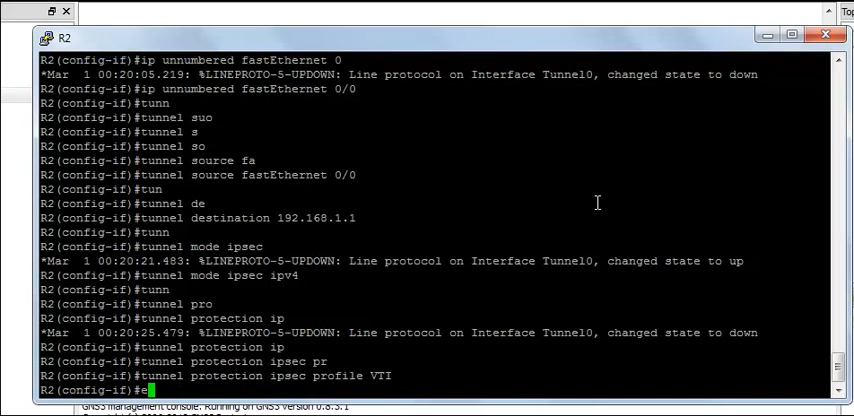 Top
R2
R2(config-if)#ip unnumbered fastEthernet 0
*Mar  1 00:20:05.219: %LINEPROTO-5-UPDOWN: Line protocol on Interface Tunnel0, changed state to down
R2(config-if)#ip unnumbered fastEthernet 0/0
R2(config-if)#tunn
R2(config-if)#tunnel suo
R2(config-if)#tunnel s
R2(config-if)#tunnel so
R2(config-if)#tunnel source fa
R2(config-if)#tunnel source fastEthernet 0/0
R2(config-if)#tun
R2(config-if)#tunnel de
R2(config-if)#tunnel destination 192.168.1.1
R2(config-if)#tunn
R2(config-if)#tunnel mode ipsec
*Mar  1 00:20:21.483: %LINEPROTO-5-UPDOWN: Line protocol on Interface Tunnel0, changed state to up
R2(config-if)#tunnel mode ipsec ipv4
R2(config-if)#tunn
R2(config-if)#tunnel pro
R2(config-if)#tunnel protection ip
*Mar  1 00:20:25.479: %LINEPROTO-5-UPDOWN: Line protocol on Interface Tunnel0, changed state to down
R2(config-if)#tunnel protection ip
R2(config-if)#tunnel protection ipsec pr
R2(config-if)#tunnel protection ipsec profile VTI
R2(config-if)#e
GNS3 management console. Running on GNS3 version 0.8.3.1